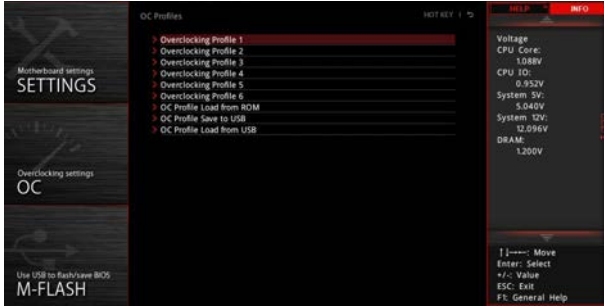 OC Profiles
HOT KEY
HELP
INFO
Motherboard settings
SETTINGS
Overclocking settings
OC
Use USB to flash/save BIOS
M-FLASH
> Overclocking Profile 1
> Overclocking Profile 2
> Overclocking Profile 3
> Overclocking Profile 4
> Overclocking Profile 5
> Overclocking Profile 6
> OC Profile Load from ROM
> OC Profile Save to USB
> OC Profile Load from USB
Voltage
CPU Core:
1.088V
CPU IO:
0.952V
System 5V:
5.040V
System 12V:
12.096V
DRAM:
1.200V
Move
Enter: Select
+/-: Value
ESC: Exit
F1: General Help